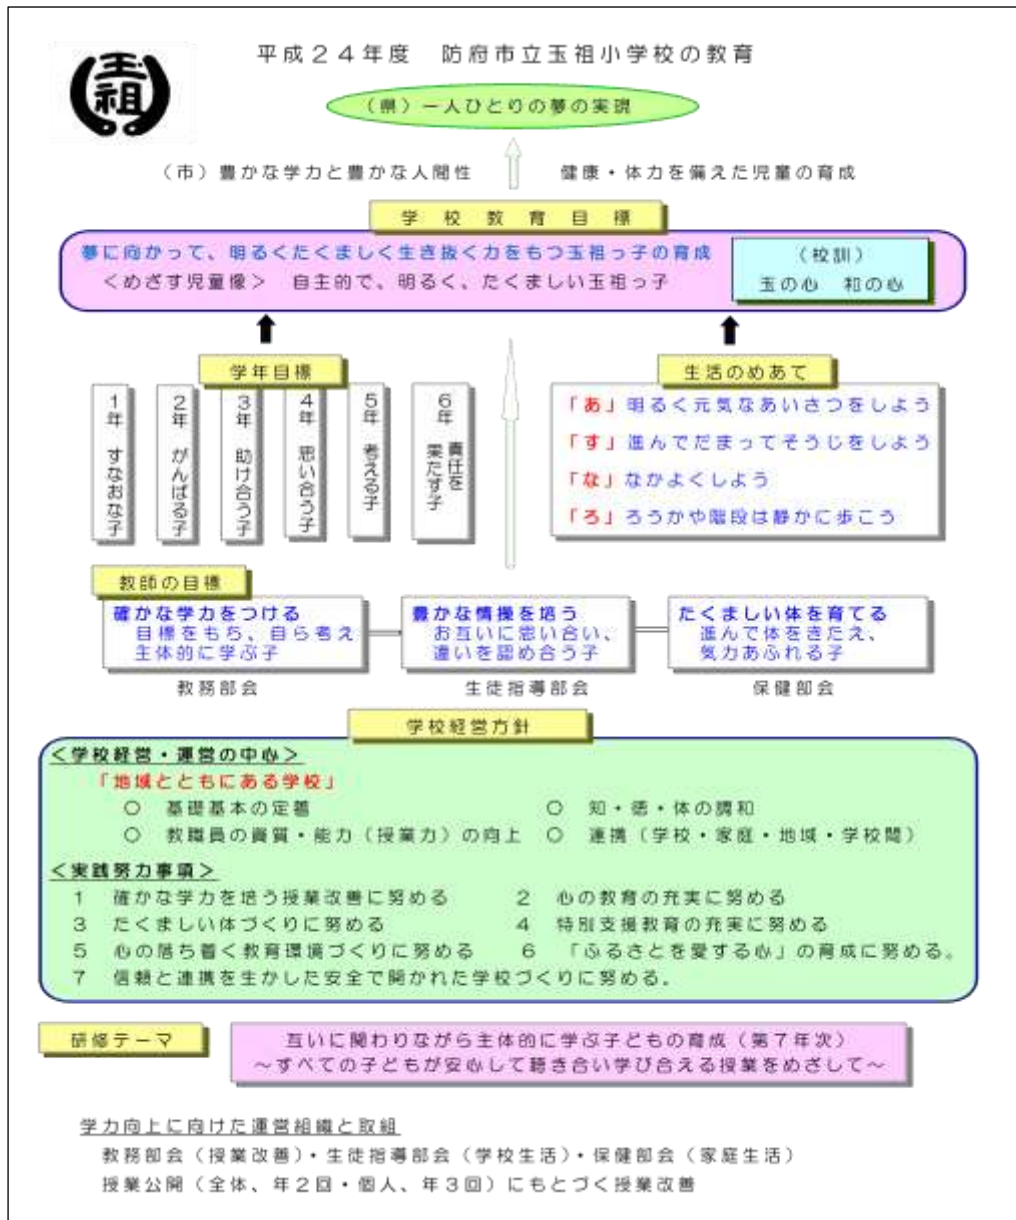 玉祖
平成24年度　防府市立玉祖小学校の教育
（県）一人ひとりの夢の実現
（市）豊かな学力と豊かな人間性　健康・体力を備えた児童の育成
学校教育目標
夢に向かって、明るくたくましく生き抜く力をもつ玉祖っ子の育成
＜めざす児童像＞　自主的で、明るく、たくましい玉祖っ子
（校訓）
玉の心　和の心
学年目標
1年　すなおな子
2年　がんばる子
3年　助け合う子
4年　思い合う子
5年　考える子
6年　責任を
果たす子
生活のめあて
「あ」明るく元気なあいさつをしよう
「す」進んでだまってそうじをしよう
「な」なかよくしよう
「ろ」ろうかや階段は静かに歩こう
教師の目標
確かな学力をつける
目標をもち、自ら考え
主体的に学ぶ子
教務部会
豊かな情操を培う
お互いに思い合い、
違いを認め合う子
生徒指導部会
たくましい体を育てる
進んで体をきたえ、
気力あふれる子
保健部会
学校経営方針
＜学校経営・運営の中心＞
「地域とともにある学校」
○　基礎基本の定着　○　知・徳・体の調和
○　教職員の資質・能力（授業力）の向上　○　連携（学校・家庭・地域・学校間）
＜実践努力事項＞
1　確かな学力を培う授業改善に努める　2　心の教育の充実に努める
3　たくましい体づくりに努める　4　特別支援教育の充実に努める
5　心の落ち着く教育環境づくりに努める　6　「ふるさとを愛する心」の育成に努める。
7　信頼と連携を生かした安全で開かれた学校づくりに努める．
研修テーマ
互いに関わりながら主体的に学ぶ子どもの育成（第7年次）
～すべての子どもが安心して聴き合い学び合える授業をめざして～
学力向上に向けた運営組織と取組
教務部会（授業改善）・生徒指導部会（学校生活）・保健部会（家庭生活）
授業公開（全体、年2回・個人、年3回）にもとづく授業改善